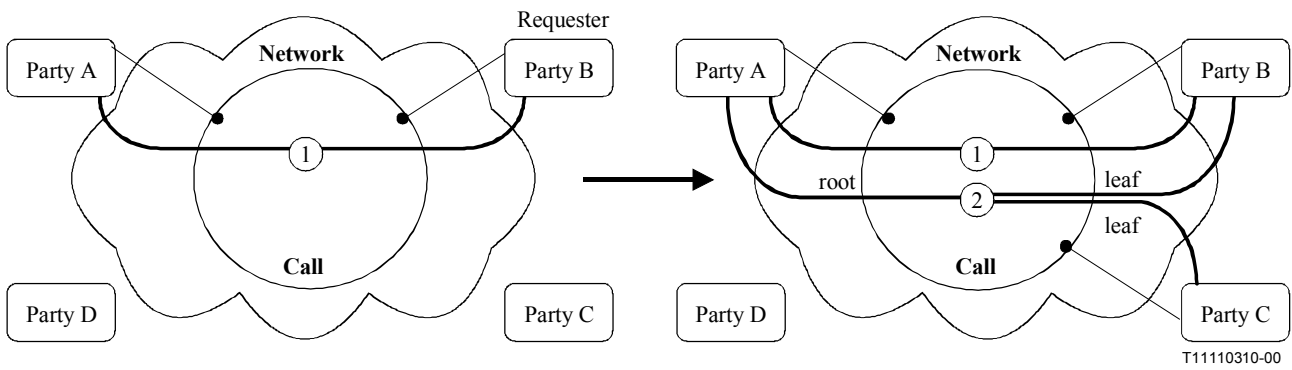 Requester
Party A
Network
Party B
1
Call
Party D
Party C
Party A
Network
Party B
1
root
2
leaf
leaf
Call
Party D
Party C
T11110310-00